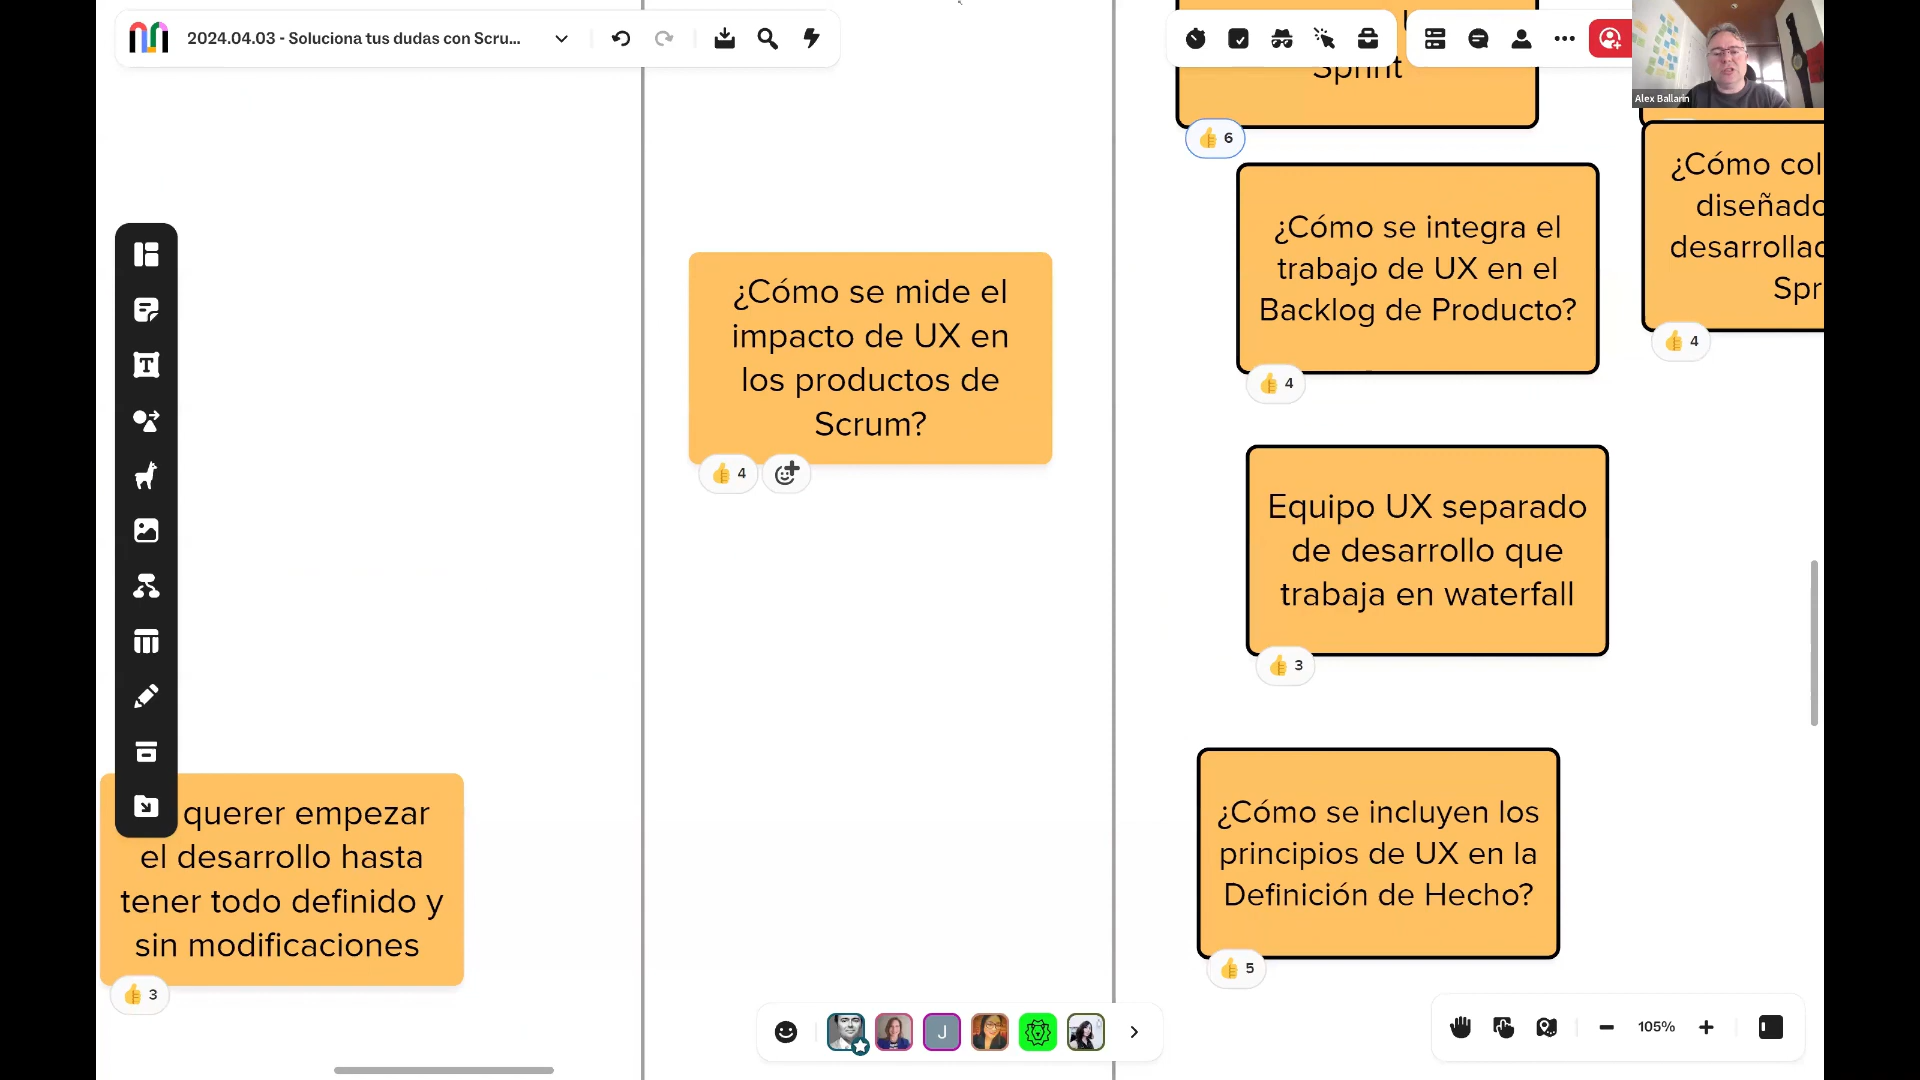 2024.04.03 - Soluciona tus dudas con Scru...
Sprint
Alex Ballarin
6
¿Cómo se integra el
trabajo de UX en el
Backlog de Producto?
4
¿Cómo col
diseñado
desarrollad
Spr
4
¿Cómo se mide el
impacto de UX en
los productos de
Scrum?
4
Equipo UX separado
de desarrollo que
trabaja en waterfall
3
querer empezar
el desarrollo hasta
tener todo definido y
sin modificaciones
3
¿Cómo se incluyen los
principios de UX en la
Definición de Hecho?
5
J
105%